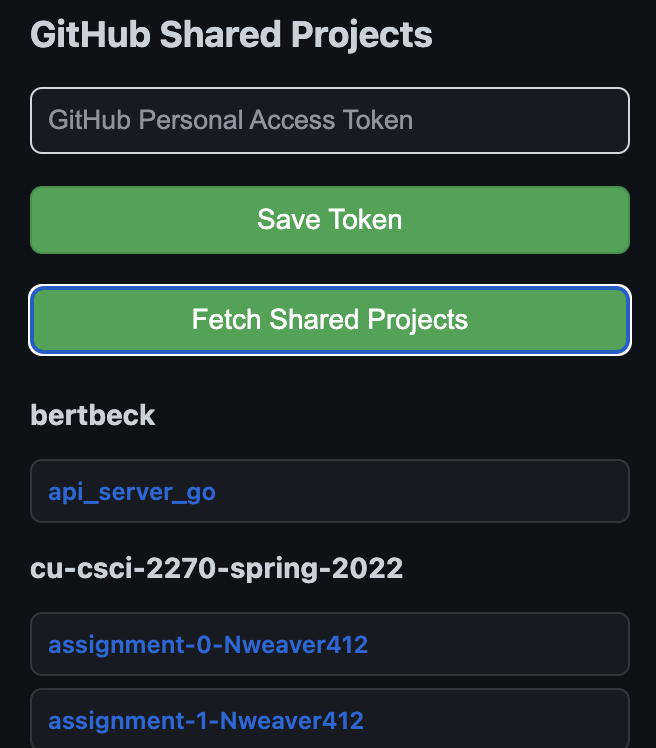 GitHub Shared Projects
GitHub Personal Access Token
Save Token
Fetch Shared Projects
bertbeck
api_server_go
cu-csci-2270-spring-2022
assignment-0-Nweaver412
assignment-1-Nweaver412